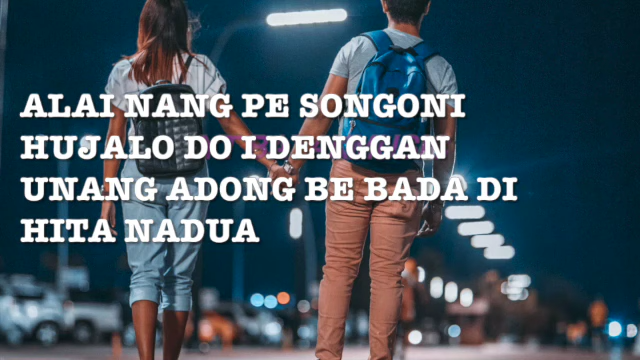 ALAI NANG PE SONGONI
HUJALO DO I DENGGAN
UNANG ADONG BE BADA DI
HITA NADUA